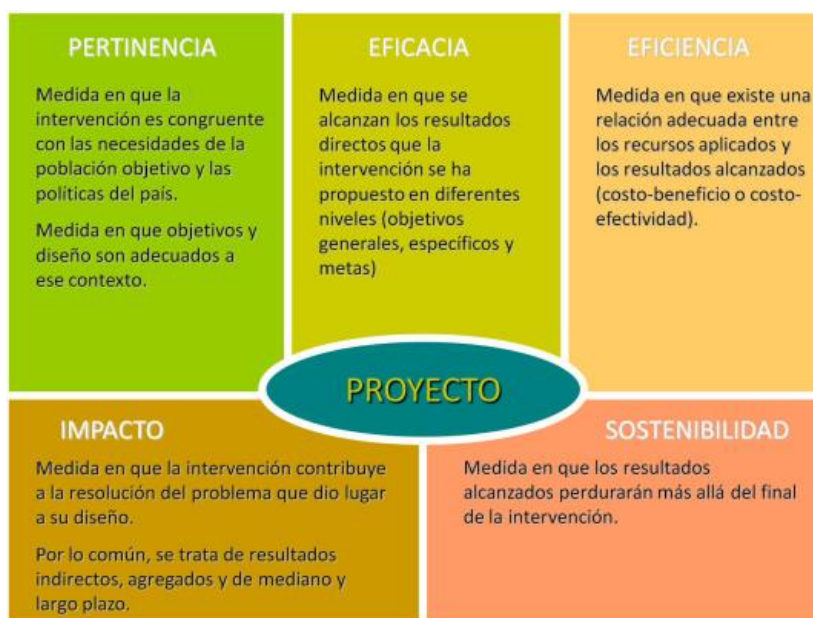 PERTINENCIA
Medida en que la
intervención es congruente
con las necesidades de la
población objetivo y las
políticas del país.
Medida en que objetivos y
diseño son adecuados a
ese contexto.
EFICACIA
Medida en que se
alcanzan los resultados
directos que la
intervención se ha
propuesto en diferentes
niveles (objetivos
generales, específicos y
metas)
EFICIENCIA
Medida en que existe una
relación adecuada entre
los recursos aplicados y
los resultados alcanzados
(costo-beneficio o costo-
efectividad).
PROYECTO
IMPACTO
Medida en que la intervención contribuye
a la resolución del problema que dio lugar
a su diseño.
Por lo común, se trata de resultados
indirectos, agregados y de mediano y
largo plazo.
SOSTENIBILIDAD
Medida en que los resultados
alcanzados perdurarán más allá del final
de la intervención.